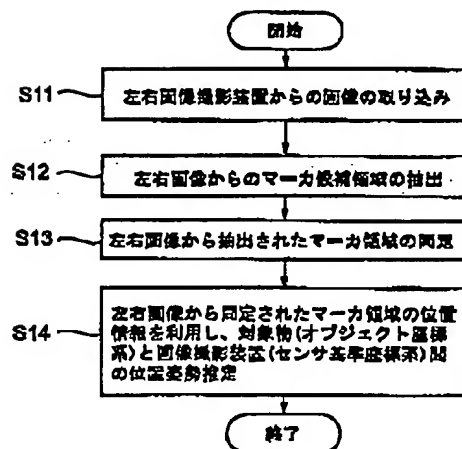 開始
S11
左右画像撮影装置からの画像の取り込み
S12
左右画像からのマーカ候補領域の抽出
S13
左右画像から抽出されたマーカ領域の同定
S14
左右画像から同定されたマーカ領域の位置
情報を利用し、対象物(オブジェクト座標
系)と画像撮影装置(センサ基準座標系)間
の位置姿勢推定
終了